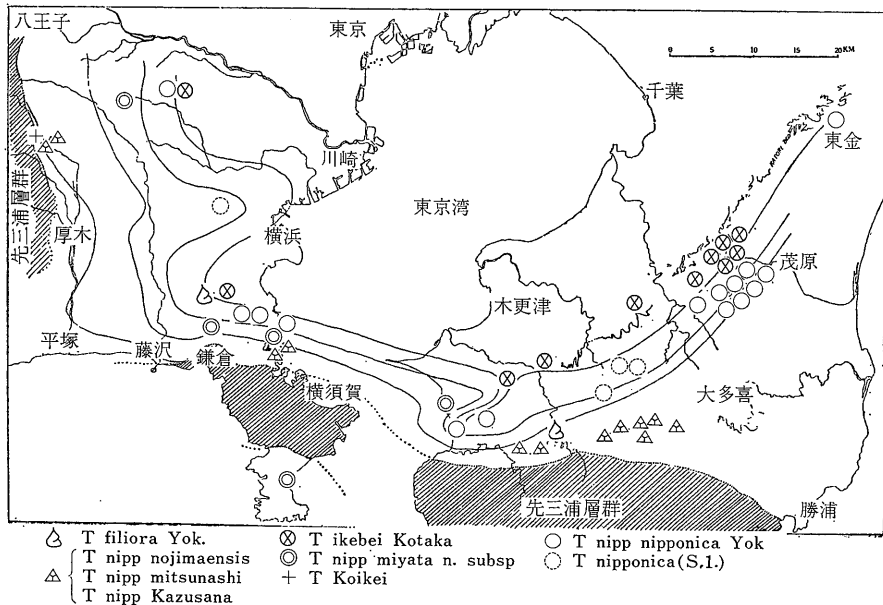 八王子
東京
0 5 10 15 20 KM
千葉
東金
川崎
先三浦層群
厚木
東京湾
横浜
茂原
木更津
平塚
藤沢
鎌倉
横須賀
大多喜
先三浦層群
勝浦
T filiora Yok.
T ikebei Kotaka
T nipp nipponica Yok
T nipp nojimaensis
T nipp miyata n. subsp
T nipponica(S,1.)
T nipp mitsunashi
T Koikei
T nipp Kazusana